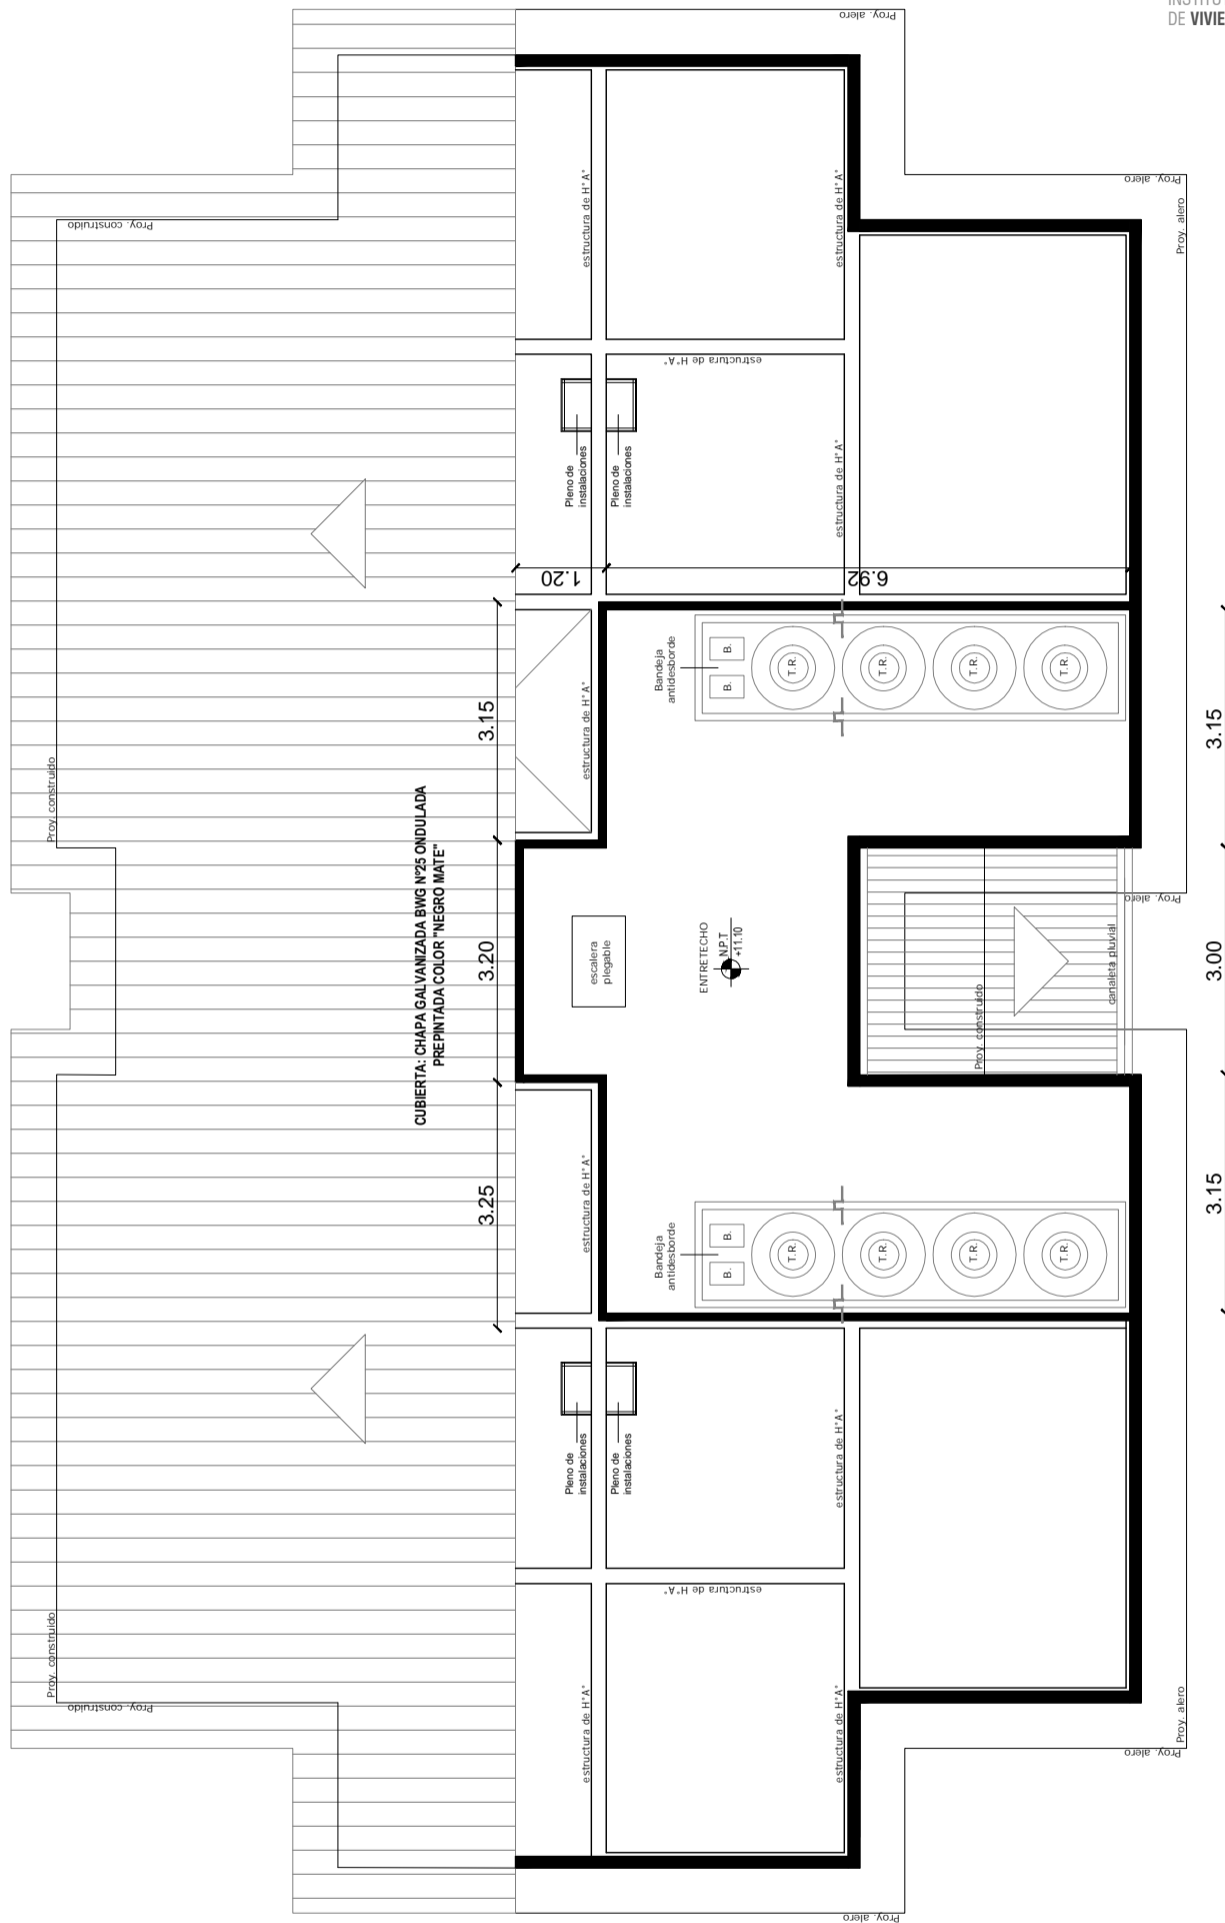 INSTITU
DE VIVIE
Proy. alero
Proy. alero
Proy. alero
Proy. construido
estructura de H°A°
estructura de H°A°
estructura de H°A°
estructura de H°A°
Pleno de
instalaciones
Pleno de
instalaciones
1.20
6.92
Proy. construido
3.15
estructura de H°A°
Bandeja
antidesborde
B.
B.
T.R.
T.R.
T.R.
T.R.
3.15
CUBIERTA: CHAPA GALVANIZADA BWG Nº25 ONDULADA
PREPINTADA COLOR "NEGRO MATE"
3.20
escalera
plegable
ENTRETECHO
N.P.T
+11.10
Proy. construido
canaleta pluvial
Proy. alero
3.00
3.25
estructura de H°A°
Bandeja
antidesborde
B.
B.
T.R.
T.R.
T.R.
T.R.
3.15
Pleno de
instalaciones
Pleno de
instalaciones
estructura de H°A°
estructura de H°A°
Proy. construido
Proy. construido
estructura de H°A°
estructura de H°A°
Proy. alero
Proy. alero
Proy. alero